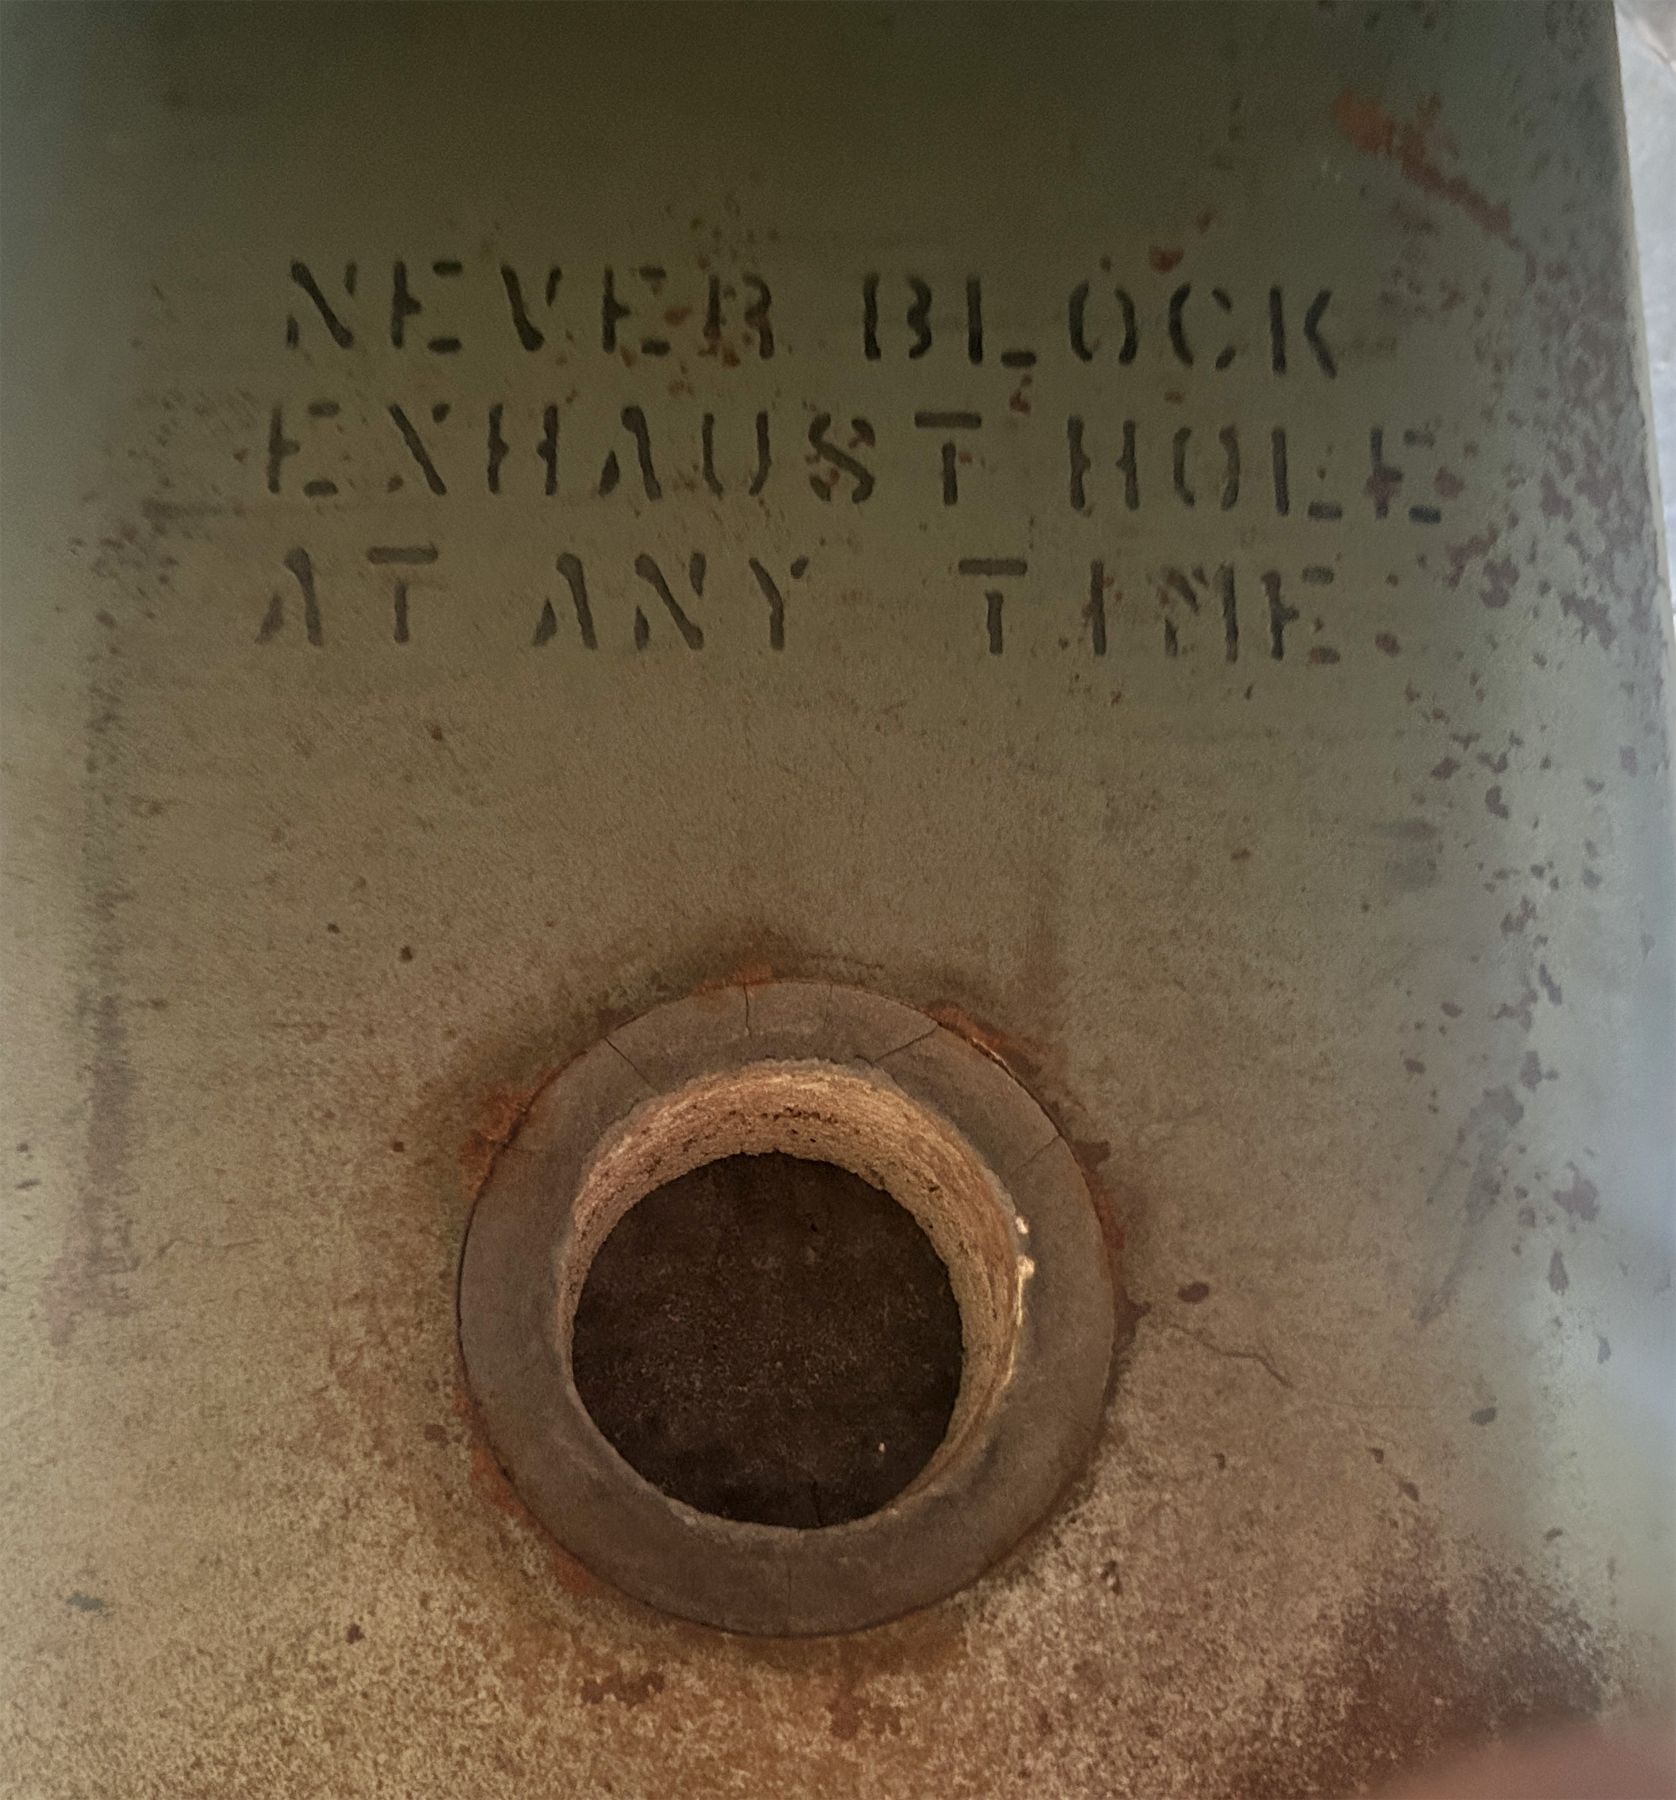 NEVER BLOCK
EXHAUST HOLE
AT ANY TIME